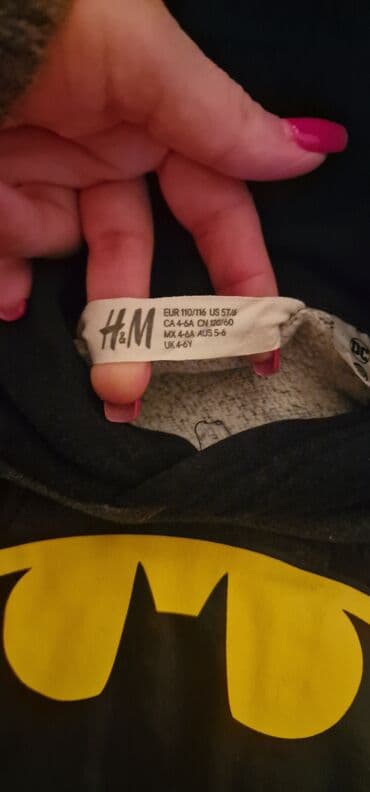 H&M
EUR 110/116 US 5T/6
CA 4-6A CN 120/60
MX 4-6A AUS 5-6
UK 4-6Y
DC